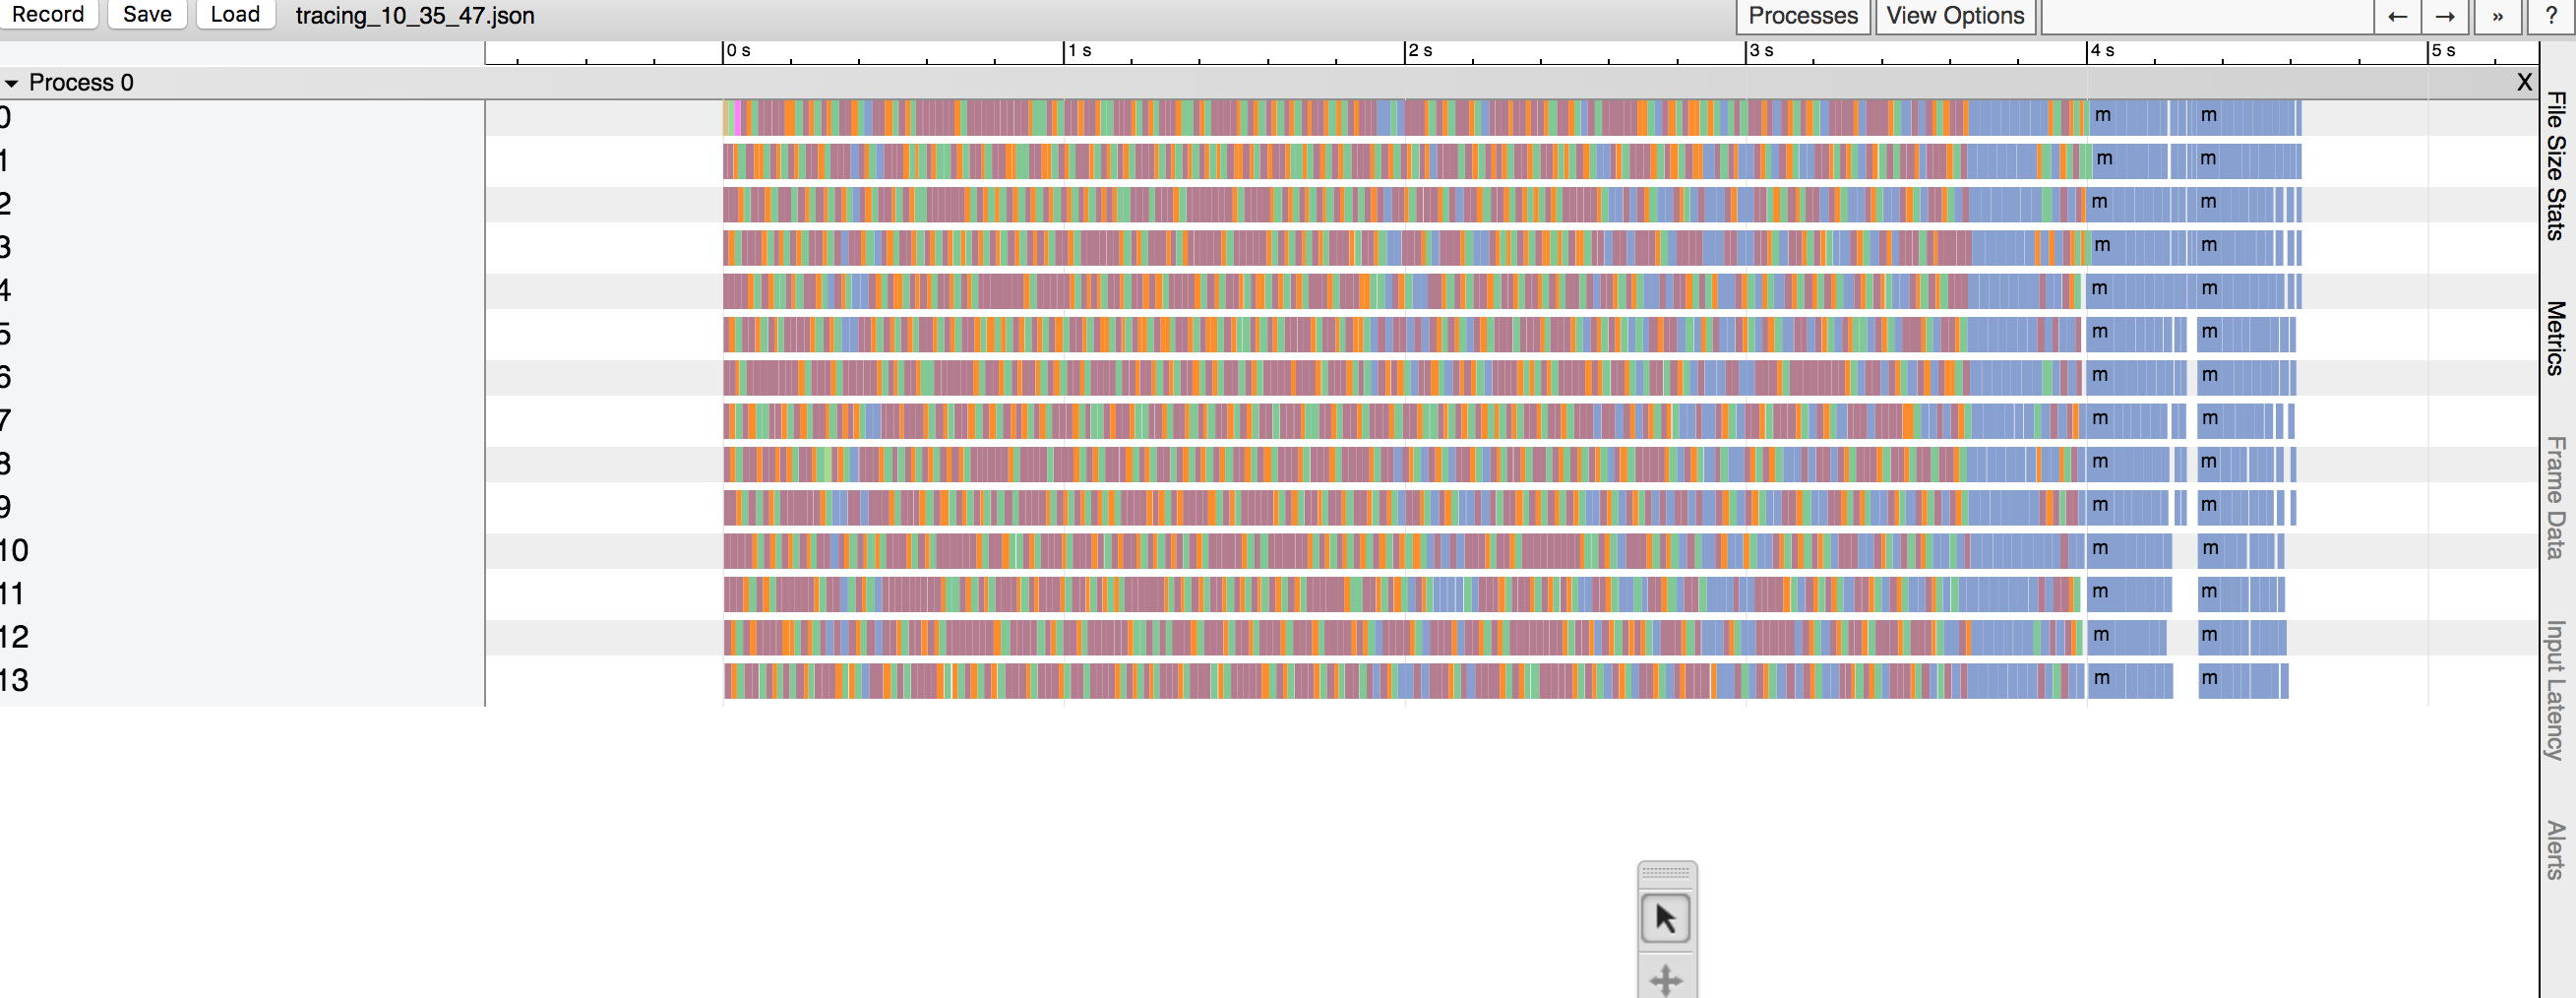 Record Save Load tracing_10_35_47.json Processes View Options ← → » ?
0 s 1 s 2 s 3 s 4 s 5 s
▾ Process 0 X
0 m m
1 m m
2 m m
3 m m
4 m m
5 m m
6 m m
7 m m
8 m m
9 m m
10 m m
11 m m
12 m m
13 m m
File Size Stats
Metrics
Frame Data
Input Latency
Alerts